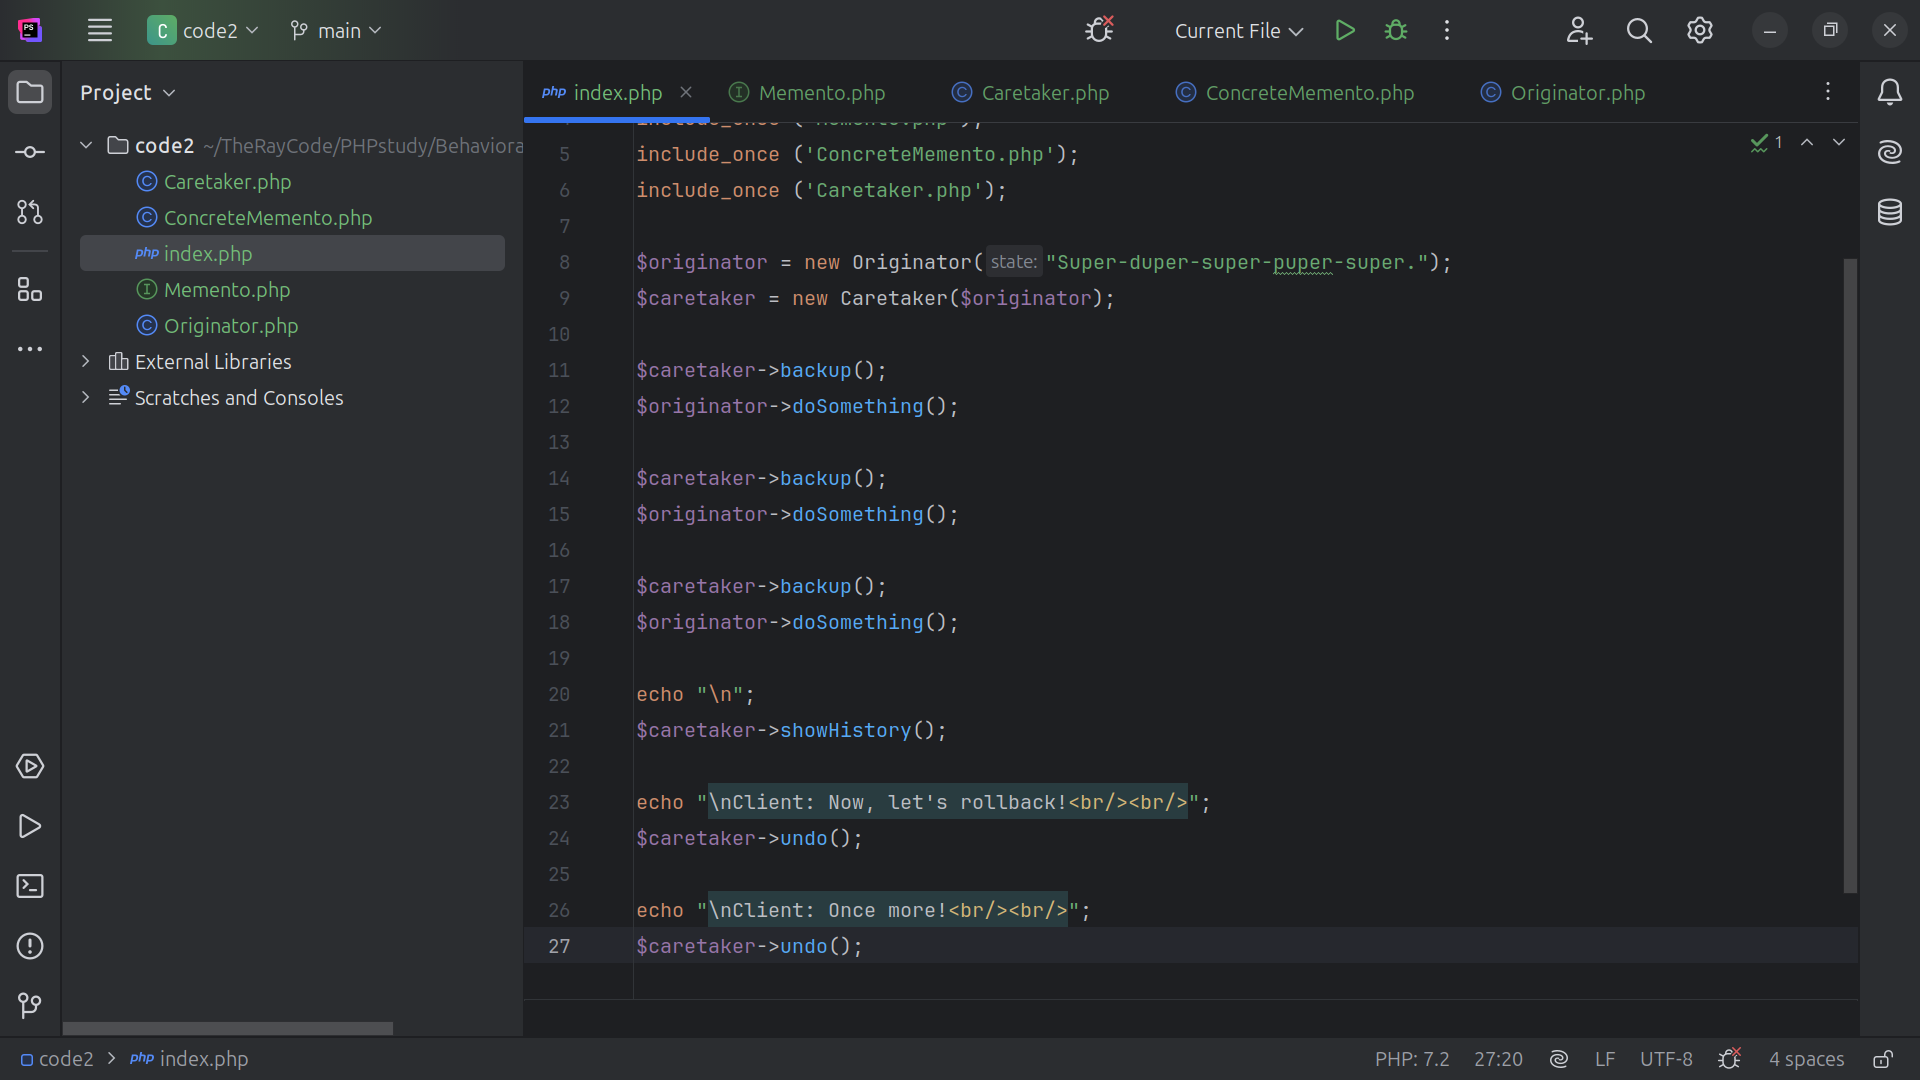 PS
C code2 main Current File
Project
code2 ~/TheRayCode/PHPstudy/Behaviora
C Caretaker.php
C ConcreteMemento.php
php index.php
I Memento.php
C Originator.php
External Libraries
Scratches and Consoles
php index.php I Memento.php C Caretaker.php C ConcreteMemento.php C Originator.php
1
5 include_once ('ConcreteMemento.php');
6 include_once ('Caretaker.php');
7
8 $originator = new Originator( state: "Super-duper-super-puper-super.");
9 $caretaker = new Caretaker($originator);
10
11 $caretaker->backup();
12 $originator->doSomething();
13
14 $caretaker->backup();
15 $originator->doSomething();
16
17 $caretaker->backup();
18 $originator->doSomething();
19
20 echo "\n";
21 $caretaker->showHistory();
22
23 echo "\nClient: Now, let's rollback!<br/><br/>";
24 $caretaker->undo();
25
26 echo "\nClient: Once more!<br/><br/>";
27 $caretaker->undo();
code2 > php index.php PHP: 7.2 27:20 LF UTF-8 4 spaces